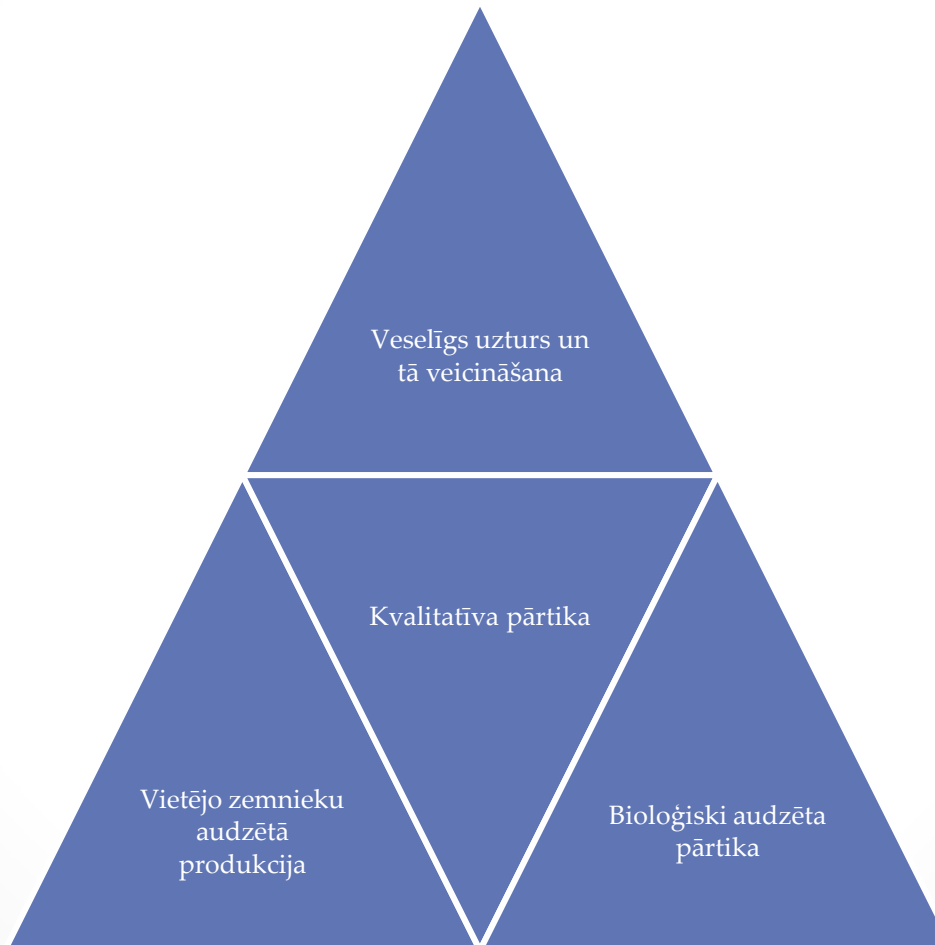 Veselīgs uzturs un
tā veicināšana
Kvalitatīva pārtika
Vietējo zemnieku
audzētā
produkcija
Bioloģiski audzēta
pārtika